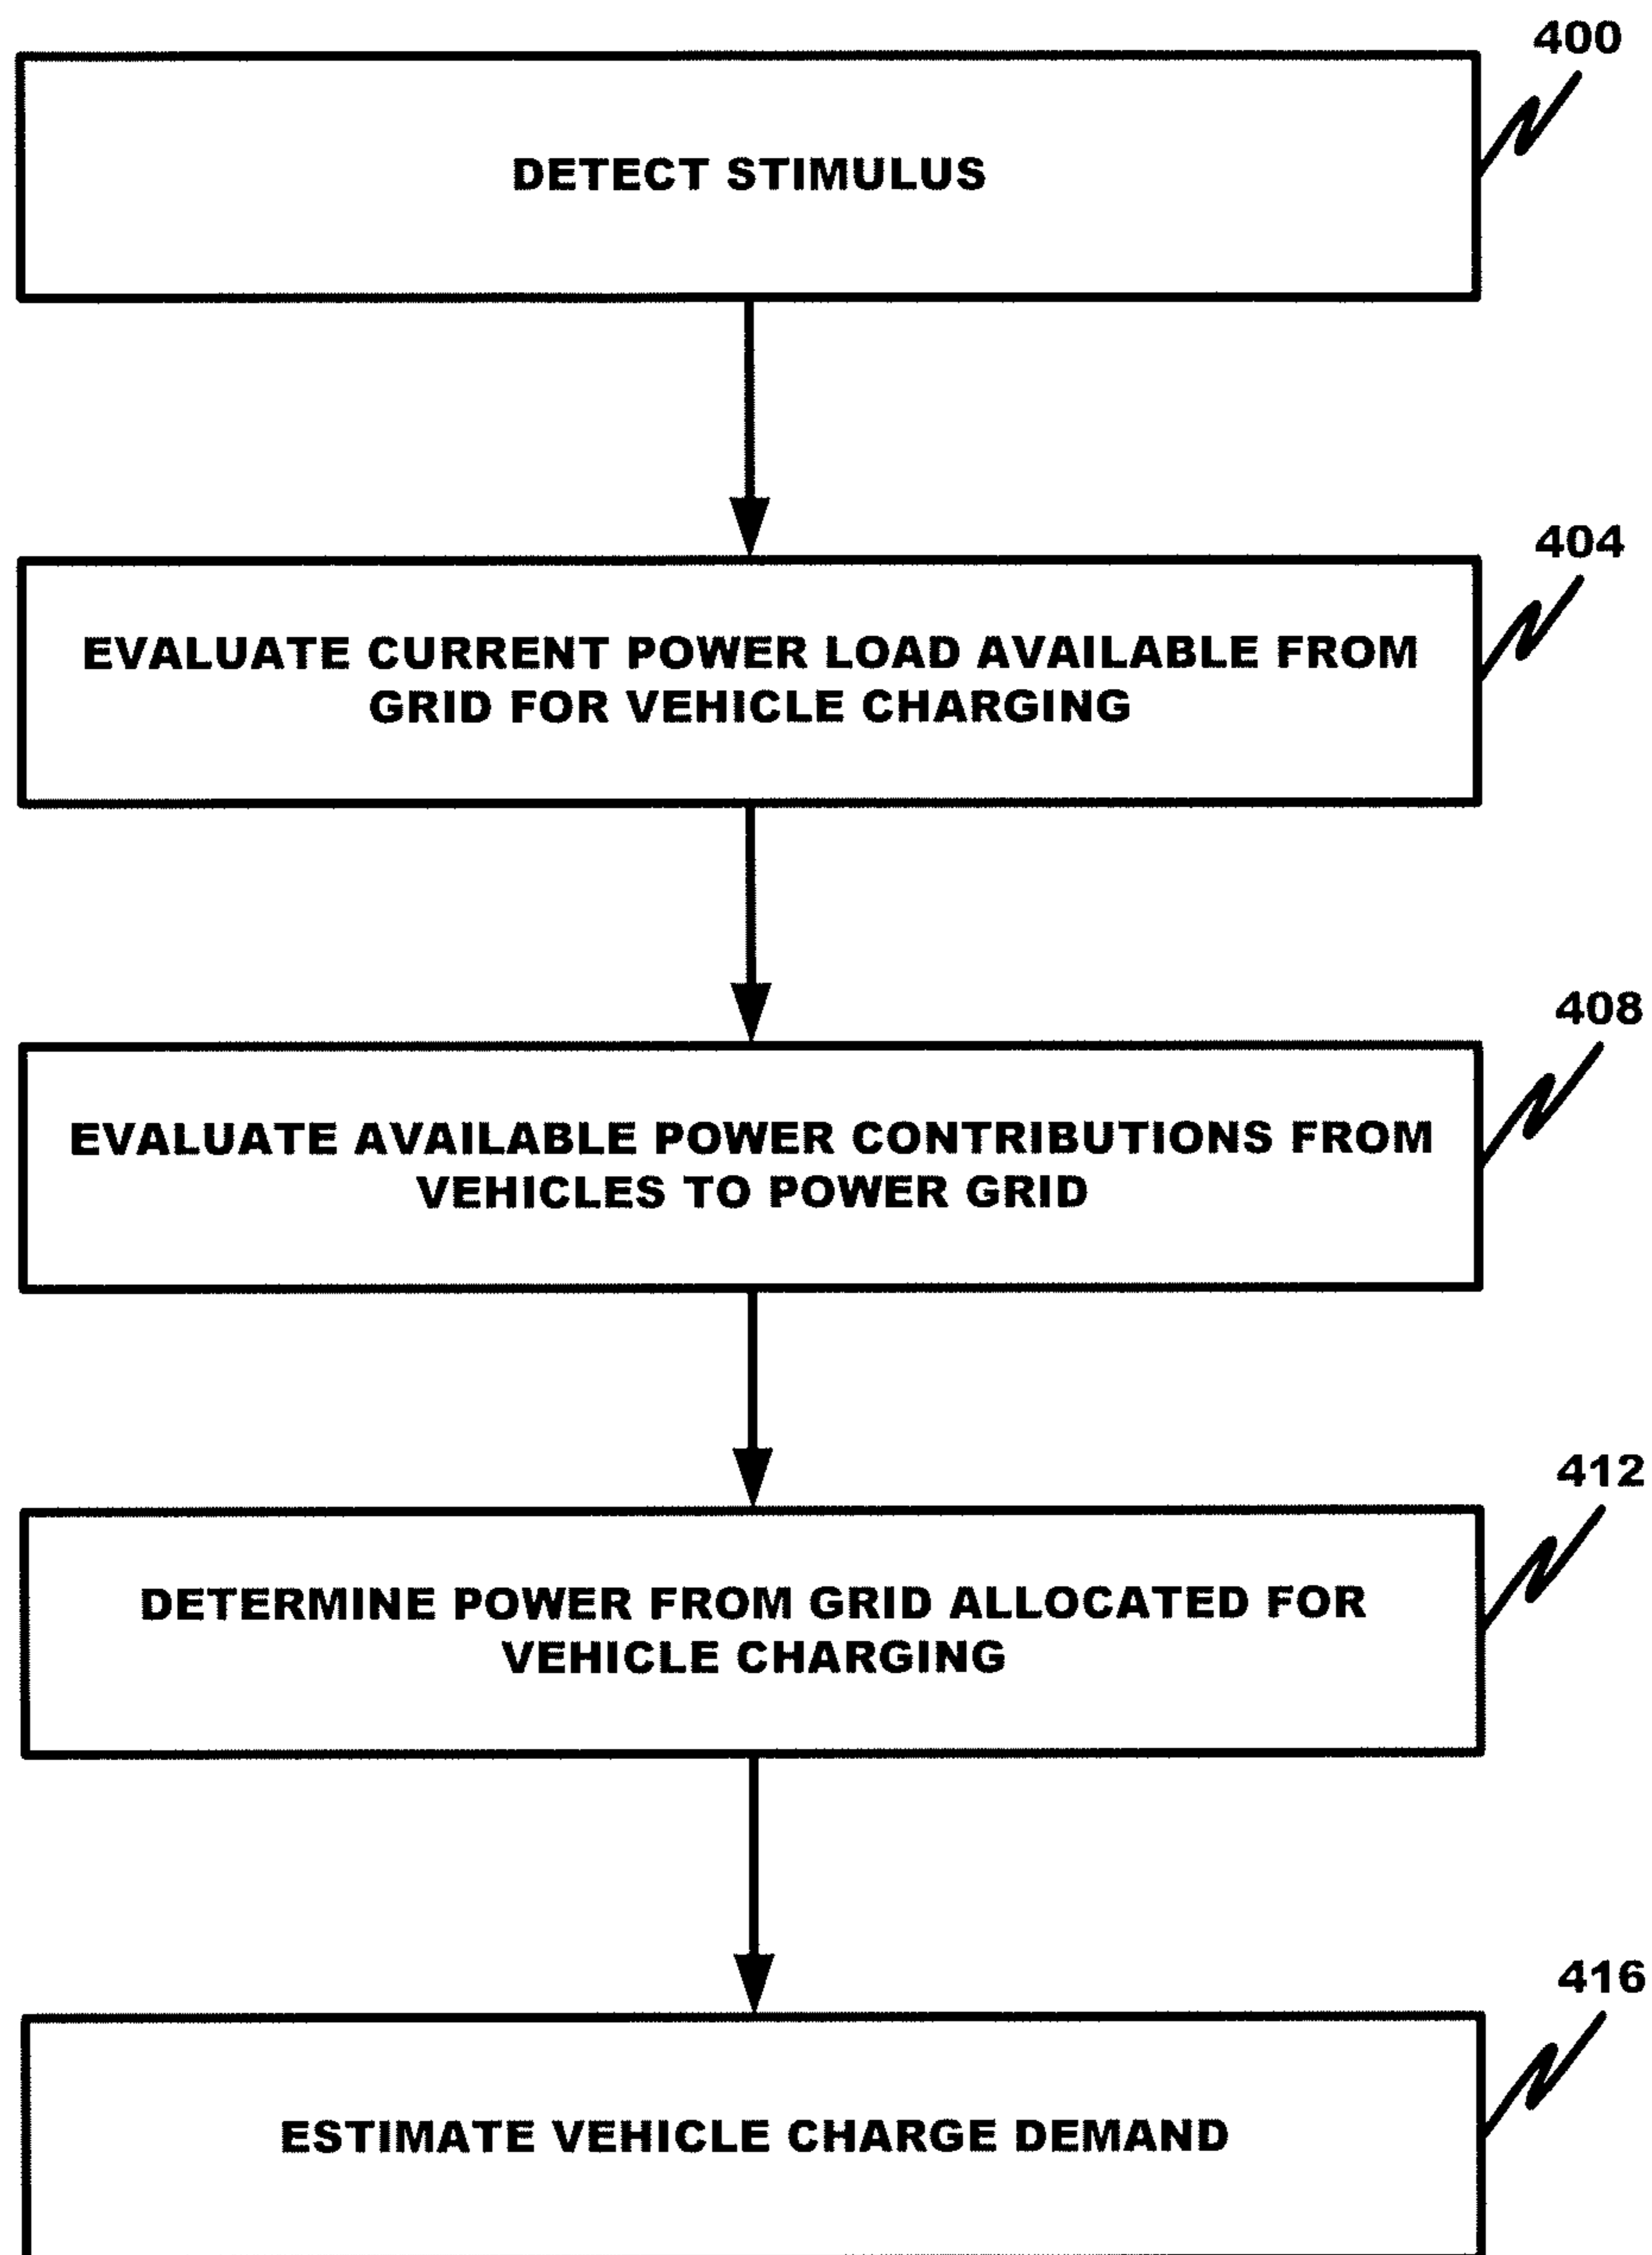 400
DETECT STIMULUS
404
EVALUATE CURRENT POWER LOAD AVAILABLE FROM
GRID FOR VEHICLE CHARGING
408
EVALUATE AVAILABLE POWER CONTRIBUTIONS FROM
VEHICLES TO POWER GRID
412
DETERMINE POWER FROM GRID ALLOCATED FOR
VEHICLE CHARGING
416
ESTIMATE VEHICLE CHARGE DEMAND